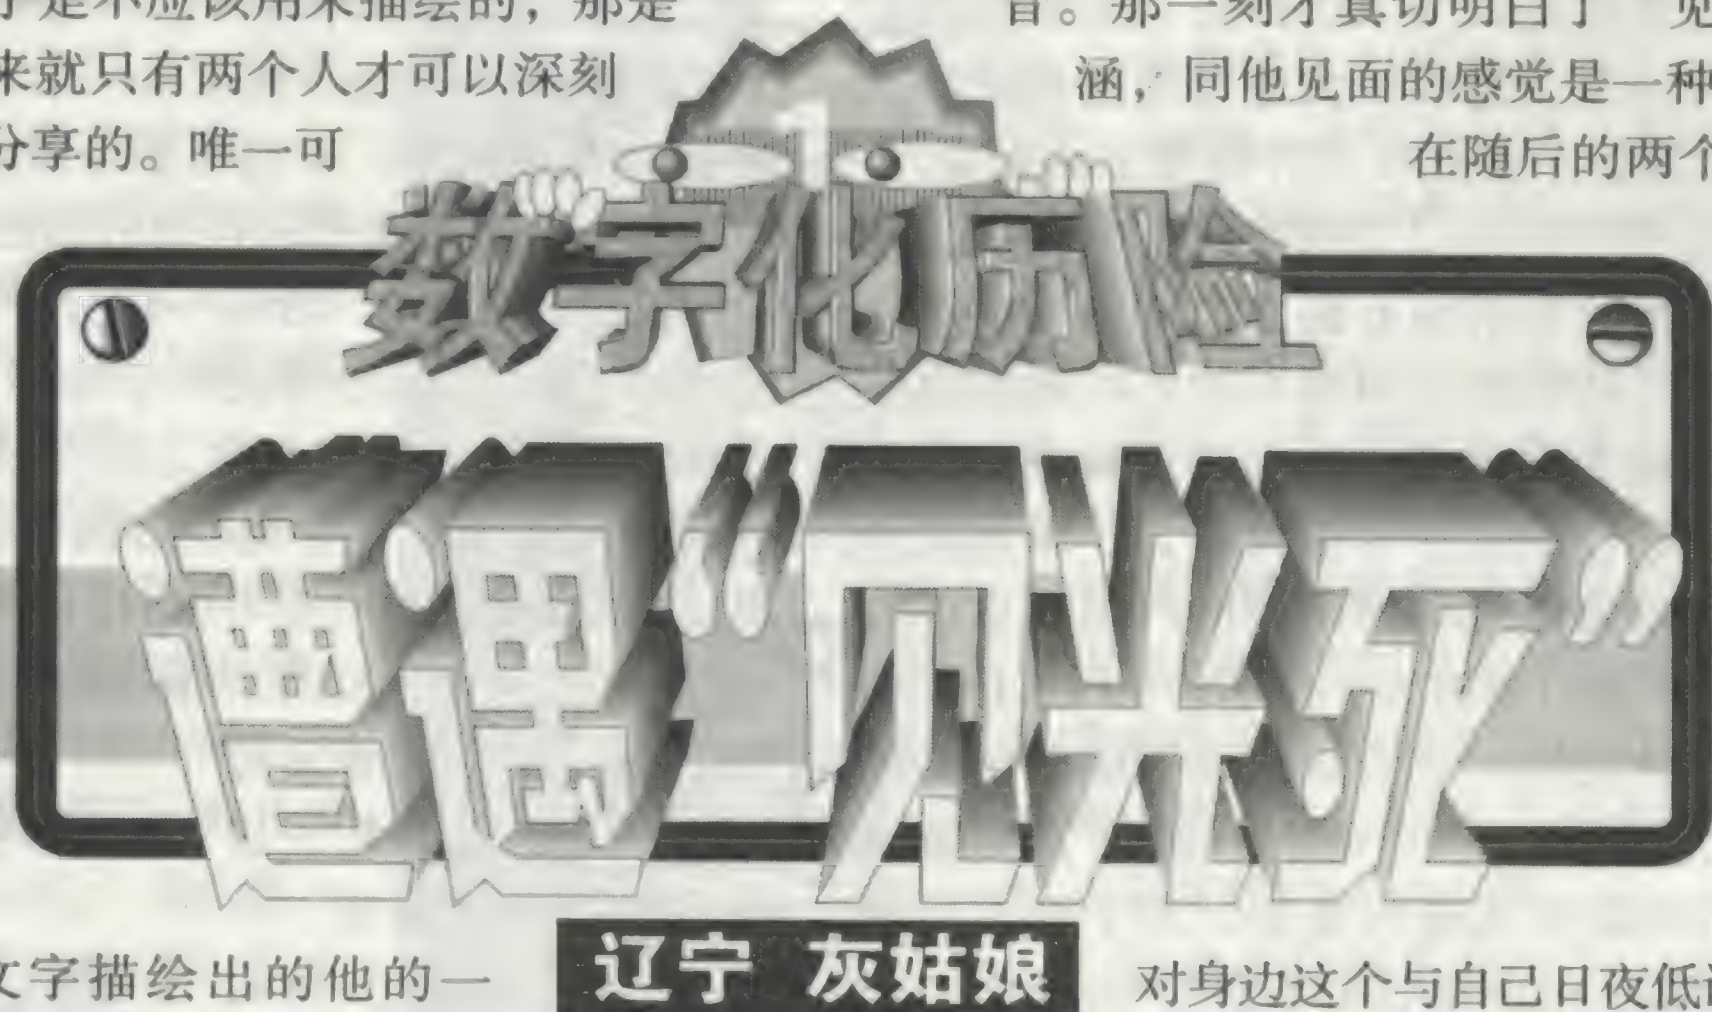 是不应该用来描绘的，那是
来就只有两个人才可以深刻
分享的。唯一可
音。那一刻才真切明白了
涵，同他见面的感觉是一种
在随后的两个
1
数字化历险
遭遇“见光死”
辽宁 灰姑娘
文字描绘出的他的一
对身边这个与自己日夜低